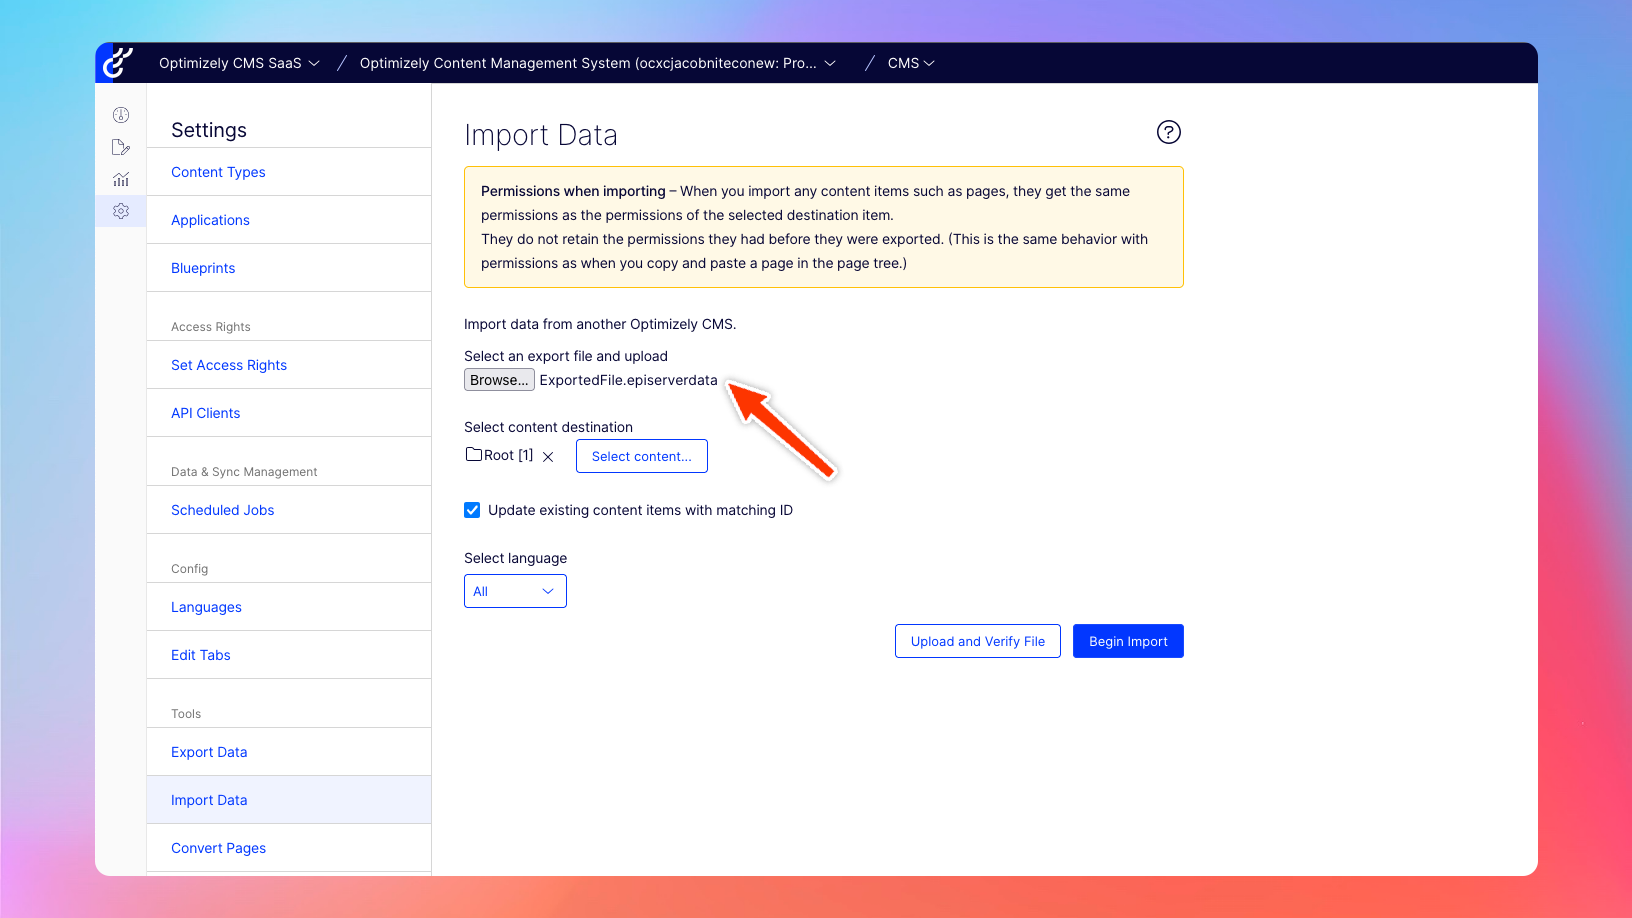 Optimizely CMS SaaS / Optimizely Content Management System (ocxcjacobniteconew: Pro... / CMS
Settings
Content Types
Applications
Blueprints
Access Rights
Set Access Rights
API Clients
Data & Sync Management
Scheduled Jobs
Config
Languages
Edit Tabs
Tools
Export Data
Import Data
Convert Pages
Import Data
?
Permissions when importing – When you import any content items such as pages, they get the same
permissions as the permissions of the selected destination item.
They do not retain the permissions they had before they were exported. (This is the same behavior with
permissions as when you copy and paste a page in the page tree.)
Import data from another Optimizely CMS.
Select an export file and upload
Browse... ExportedFile.episerverdata
Select content destination
Root [1] Select content...
Update existing content items with matching ID
Select language
All
Upload and Verify File Begin Import